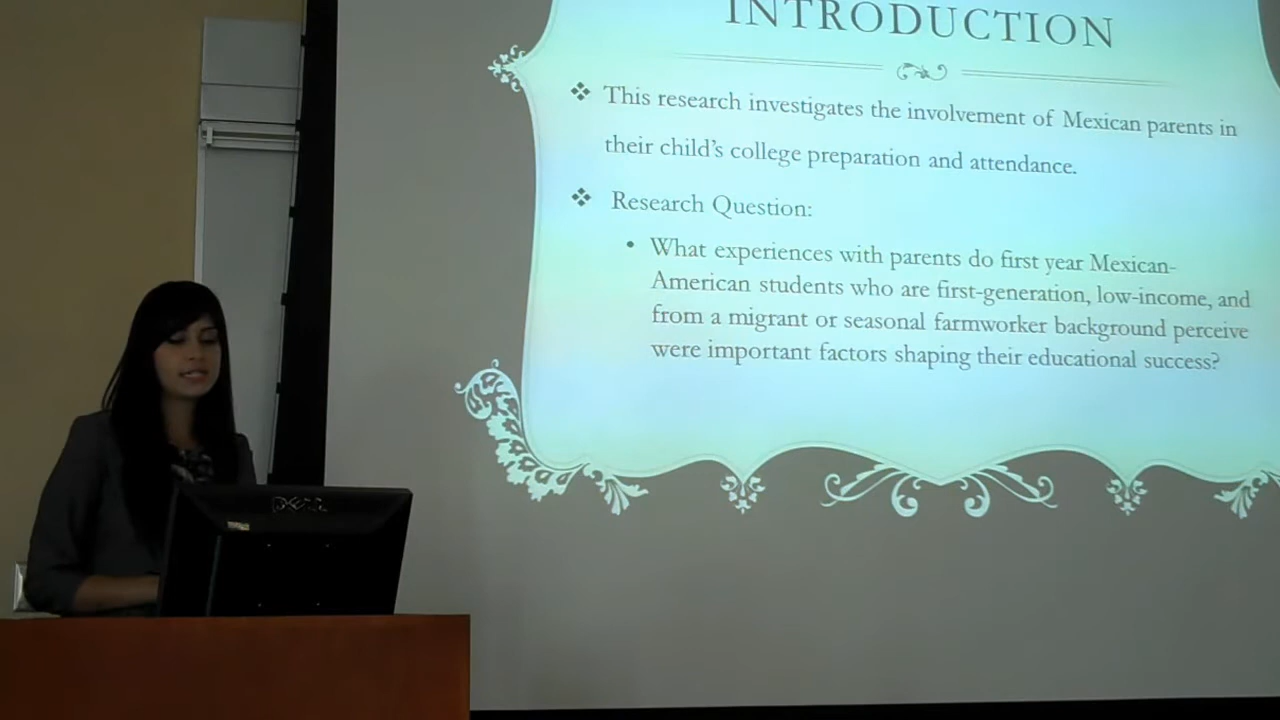 INTRODUCTION
This research investigates the involvement of Mexican parents in
their child's college preparation and attendance.
Research Question:
What experiences with parents do first year Mexican-
American students who are first-generation, low-income, and
from a migrant or seasonal farmworker background perceive
were important factors shaping their educational success?
DELL